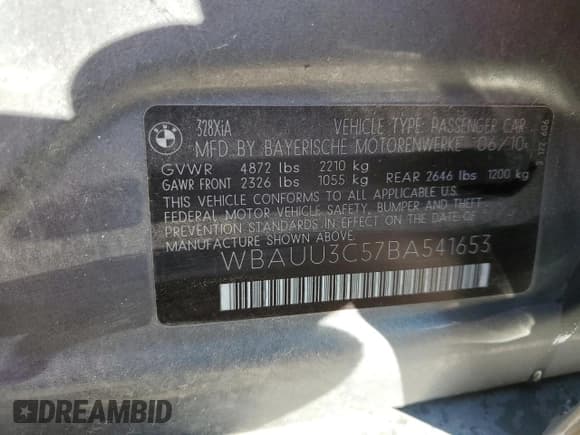 BMW
328XiA VEHICLE TYPE PASSENGER CAR
MFD. BY BAYERISCHE MOTORENWERKE 06/10
GVWR 4872 lbs 2210 kg
GAWR FRONT 2326 lbs 1055 kg REAR 2646 lbs 1200 kg
THIS VEHICLE CONFORMS TO ALL APPLICABLE U.S.
FEDERAL MOTOR VEHICLE SAFETY, BUMPER AND THEFT
PREVENTION STANDARDS IN EFFECT ON THE DATE OF
MANUFACTURE SHOWN ABOVE.
WBAUU3C57BA541653
DREAMBID